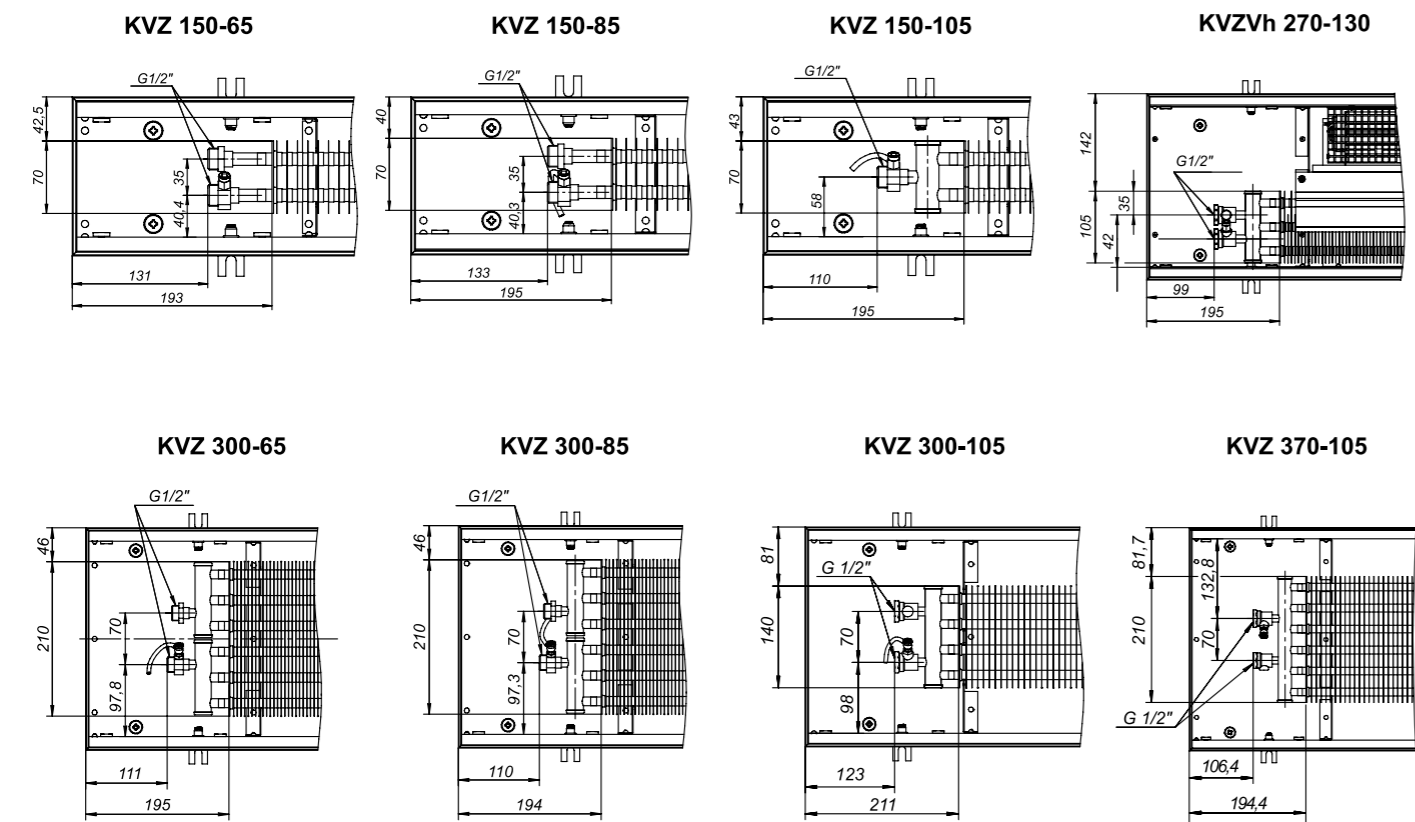 KVZ 150-65
G1/2"
42,5
70
35
40,4
131
193
KVZ 150-85
G1/2"
40
70
35
40,3
133
195
KVZ 150-105
G1/2"
43
70
58
110
195
KVZVh 270-130
142
G1/2"
35
105
42
99
195
KVZ 300-65
G1/2"
46
210
70
97,8
111
195
KVZ 300-85
G1/2"
46
210
70
97,3
110
194
KVZ 300-105
81
G 1/2"
140
70
98
123
211
KVZ 370-105
81,7
132,8
210
70
G 1/2"
106,4
194,4